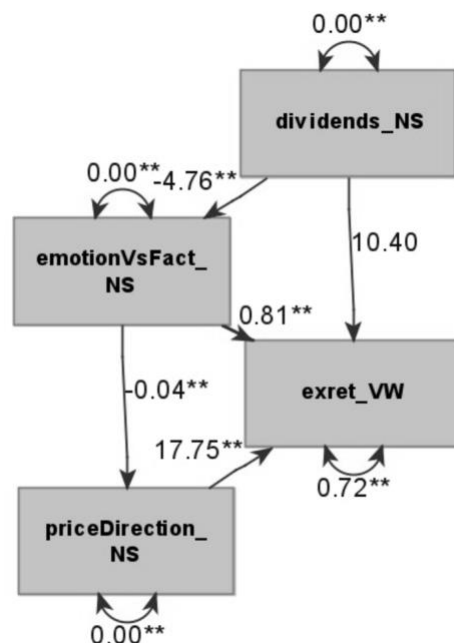 0.00**
dividends_NS
0.00**
-4.76**
emotionVsFact_
NS
10.40
0.81**
exret_VW
-0.04**
17.75**
0.72**
priceDirection_
NS
0.00**